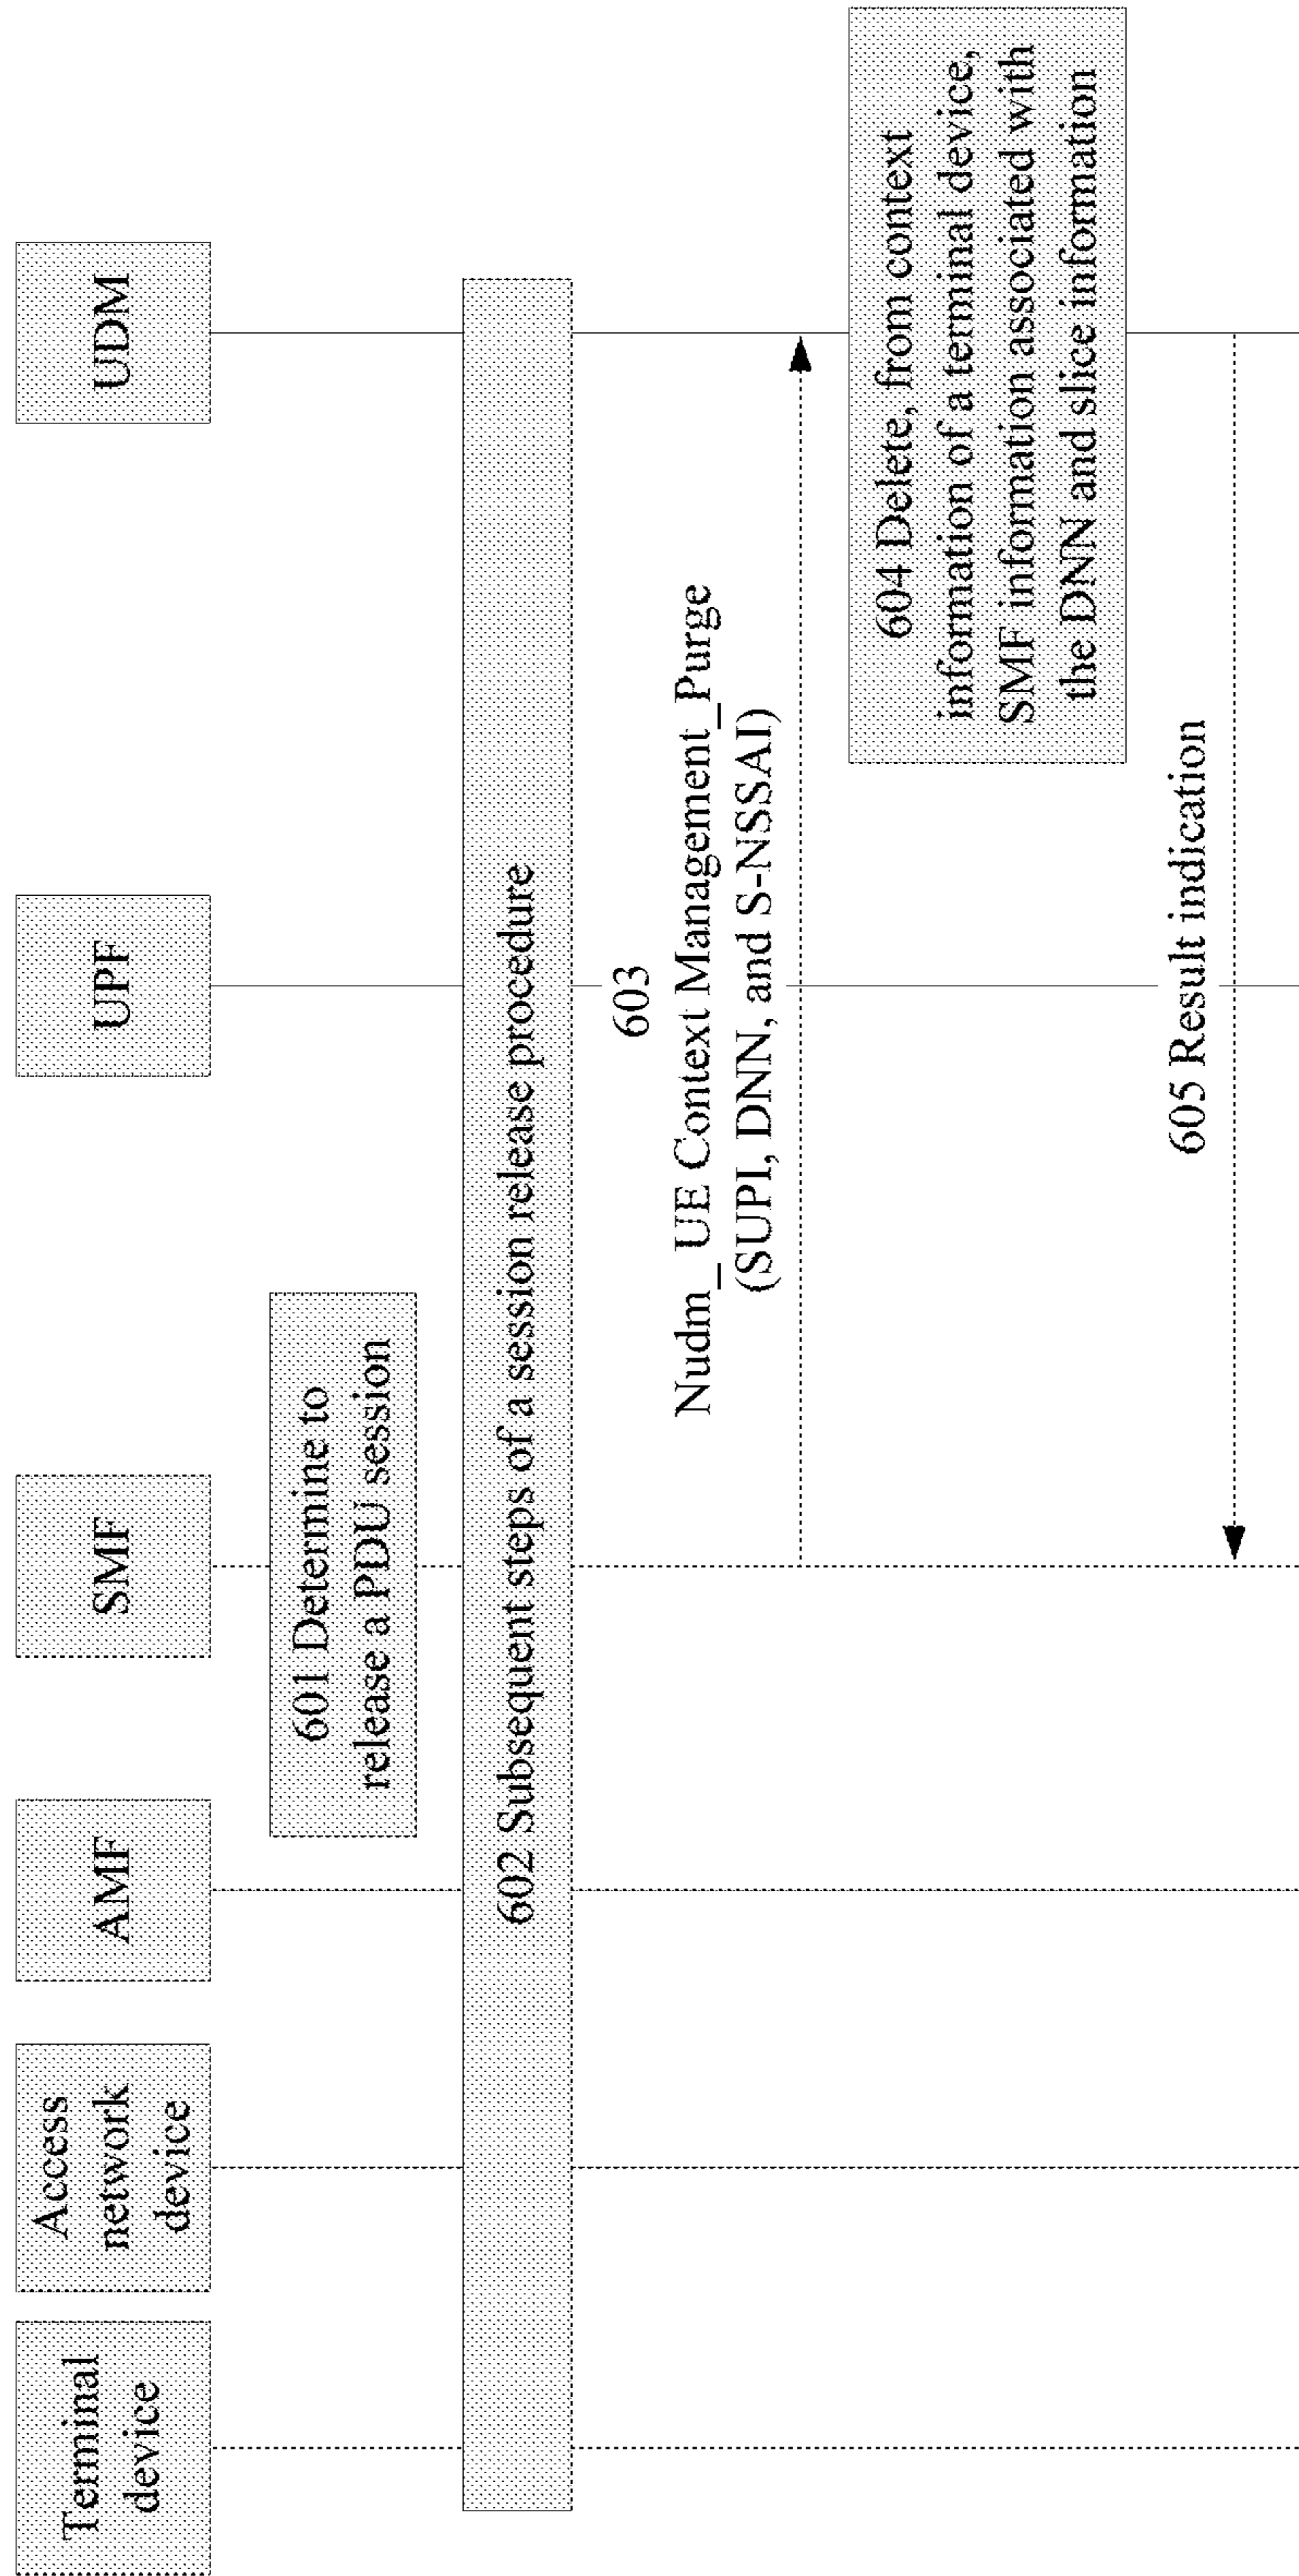 Terminal
device
Access
network
device
AMF
SMF
UPF
UDM
601 Determine to
release a PDU session
602 Subsequent steps of a session release procedure
603
Nudm_UE Context Management_Purge
(SUPI, DNN, and S-NSSAI)
604 Delete, from context
information of a terminal device,
SMF information associated with
the DNN and slice information
605 Result indication